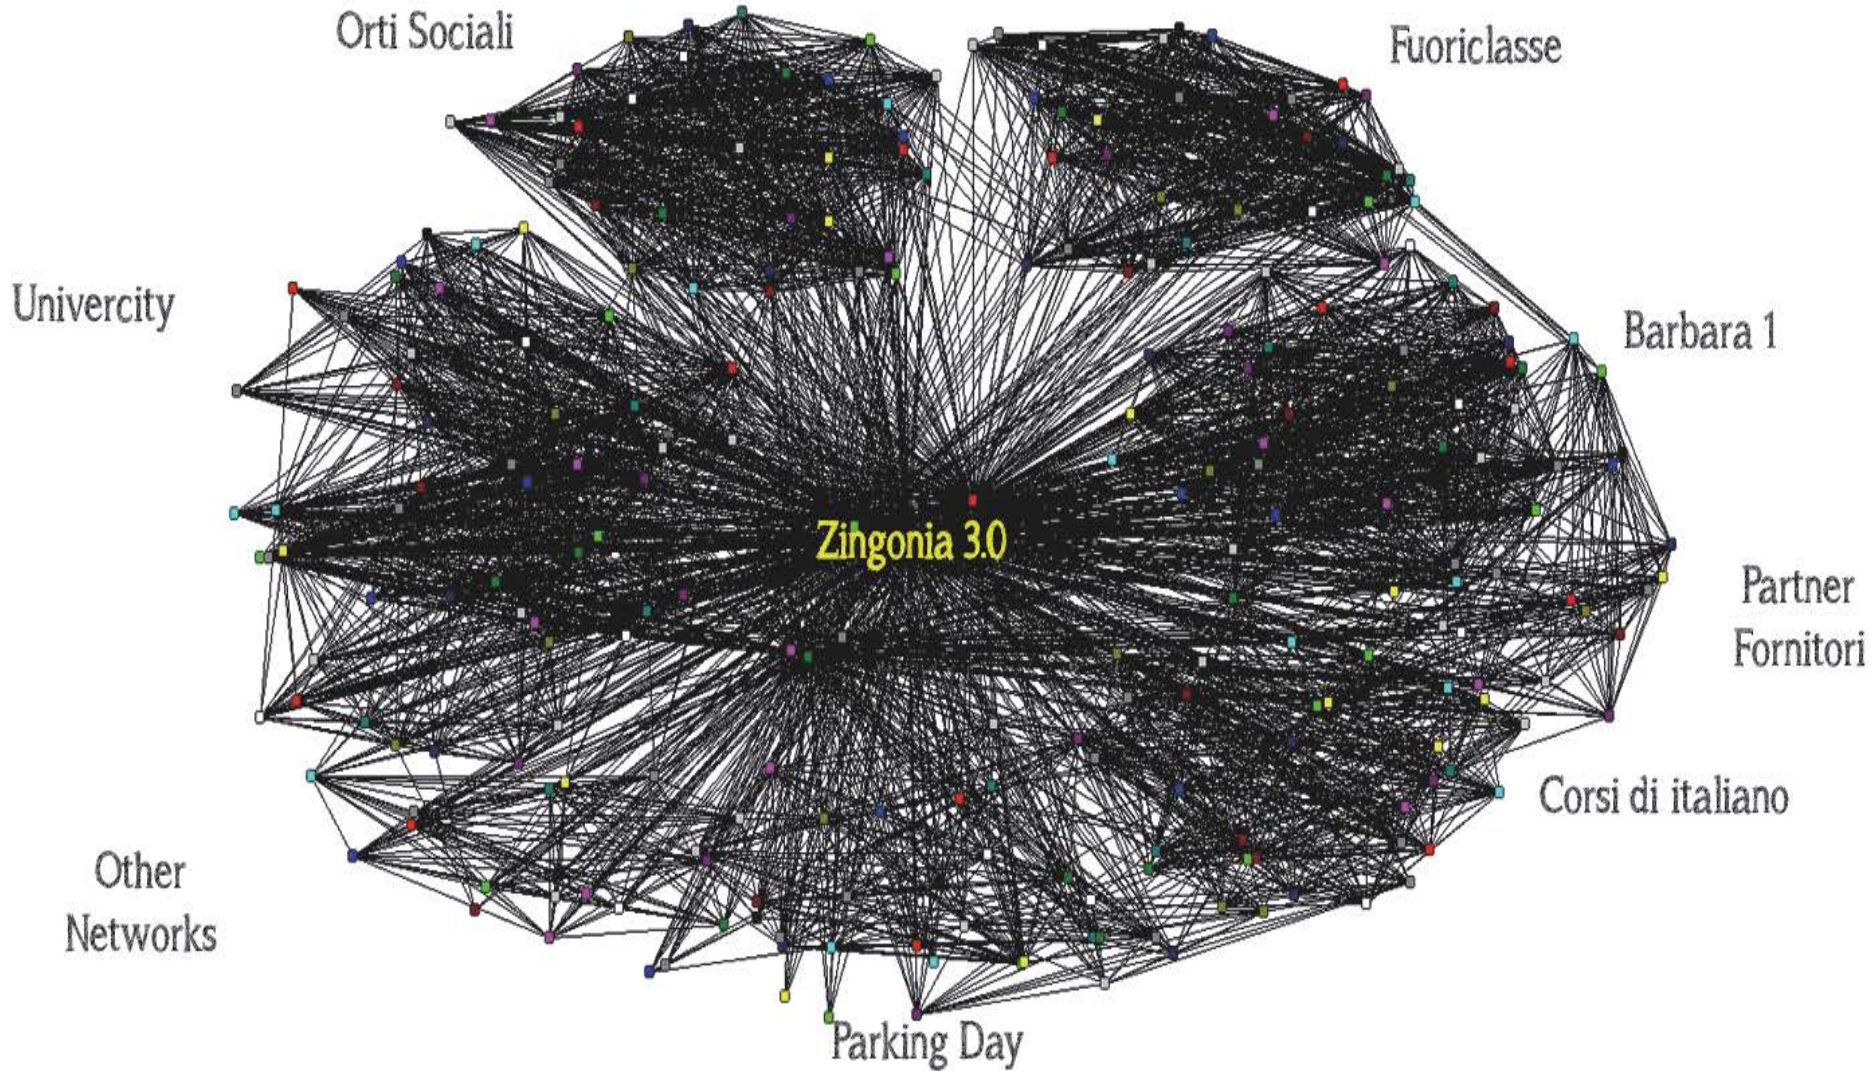 Orti Sociali
Fuoriclasse
Univercity
Barbara 1
Zingonia 3.0
Partner
Fornitori
Corsi di italiano
Other
Networks
Parking Day